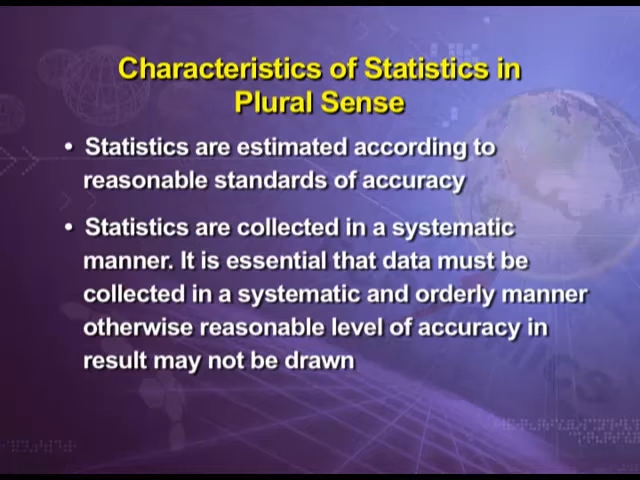 Characteristics of Statistics in
Plural Sense
• Statistics are estimated according to
reasonable standards of accuracy
• Statistics are collected in a systematic
manner. It is essential that data must be
collected in a systematic and orderly manner
otherwise reasonable level of accuracy in
result may not be drawn